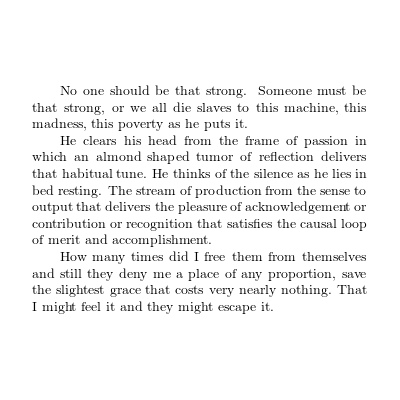 No one should be that strong. Someone must be
that strong, or we all die slaves to this machine, this
madness, this poverty as he puts it.
He clears his head from the frame of passion in
which an almond shaped tumor of reflection delivers
that habitual tune. He thinks of the silence as he lies in
bed resting. The stream of production from the sense to
output that delivers the pleasure of acknowledgement or
contribution or recognition that satisfies the causal loop
of merit and accomplishment.
How many times did I free them from themselves
and still they deny me a place of any proportion, save
the slightest grace that costs very nearly nothing. That
I might feel it and they might escape it.